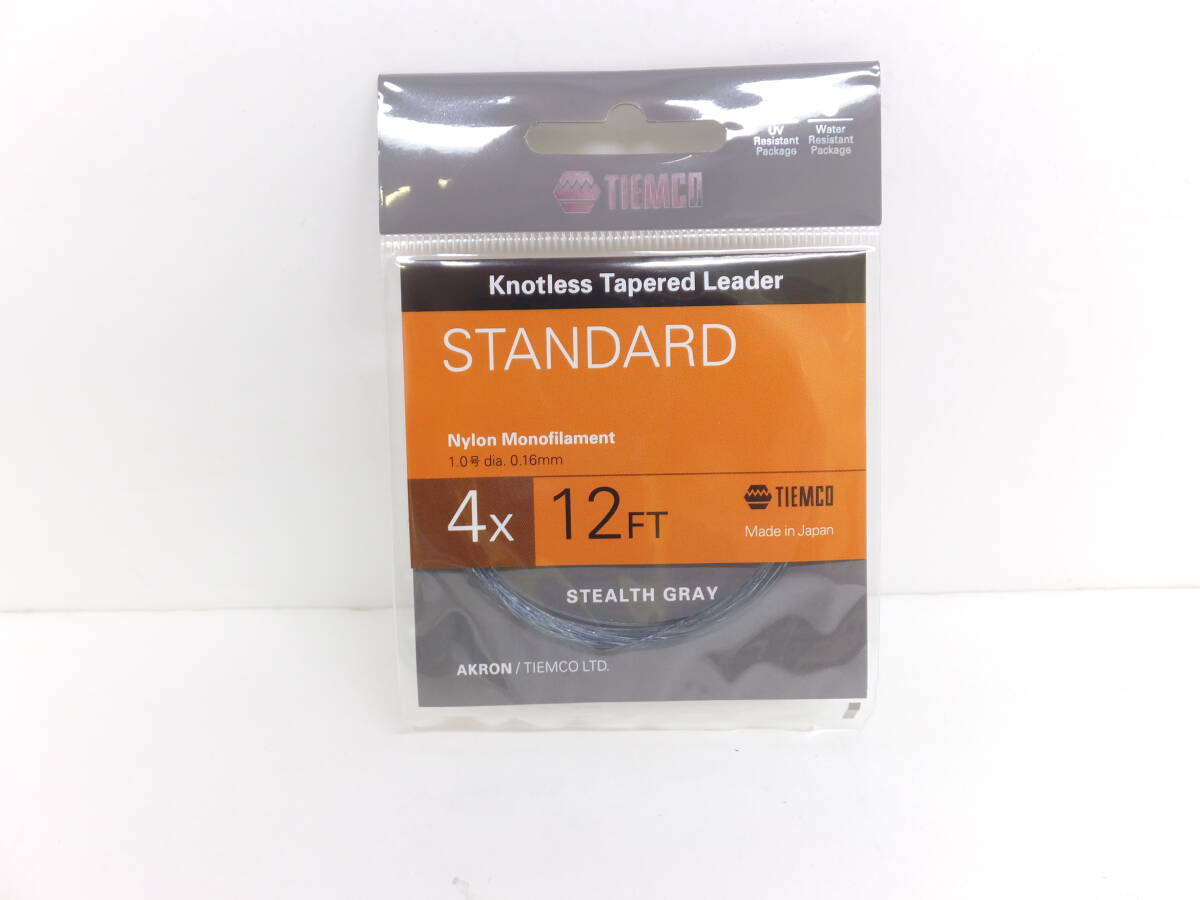 UV
Resistant
Package
Water
Resistant
Package
TIEMCO
Knotless Tapered Leader
STANDARD
Nylon Monofilament
1.0号 dia. 0.16mm
4X
12FT
TIEMCO
Made in Japan
STEALTH GRAY
AKRON / TIEMCO LTD.